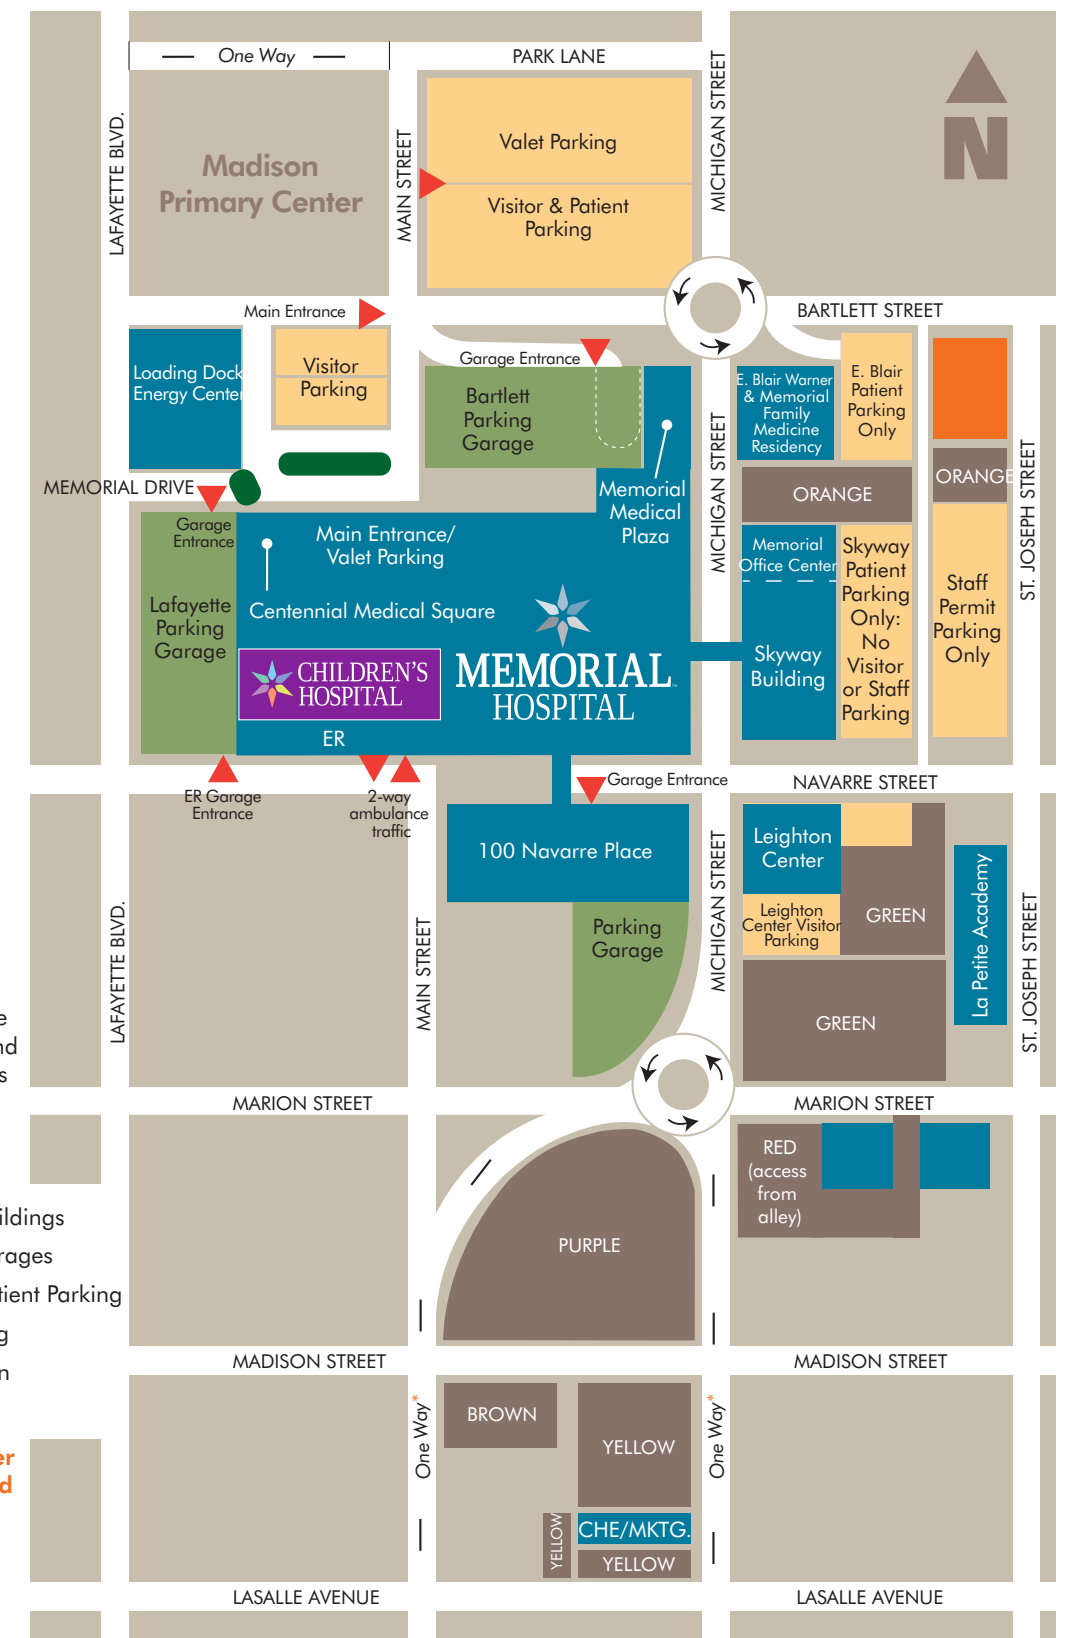 One Way
PARK LANE
LAFAYETTE BLVD.
Madison
Primary Center
MAIN STREET
Valet Parking
Visitor & Patient
Parking
MICHIGAN STREET
N
Main Entrance
BARTLETT STREET
Loading Dock
Energy Center
Visitor
Parking
Garage Entrance
Bartlett
Parking
Garage
E. Blair Warner
& Memorial
Family
Medicine
Residency
E. Blair
Patient
Parking
Only
MICHIGAN STREET
ST. JOSEPH STREET
ORANGE
ORANGE
MEMORIAL DRIVE
Garage
Entrance
Main Entrance/
Valet Parking
Memorial
Medical
Plaza
Memorial
Office Center
Skyway
Patient
Parking
Only:
No
Visitor
or Staff
Parking
Staff
Permit
Parking
Only
Lafayette
Parking
Garage
Centennial Medical Square
CHILDREN'S
HOSPITAL
MEMORIAL™
HOSPITAL
Skyway
Building
ER
ER Garage
Entrance
2-way
ambulance
traffic
Garage Entrance
NAVARRE STREET
100 Navarre Place
Parking
Garage
Leighton
Center
Leighton
Center Visitor
Parking
GREEN
GREEN
La Petite Academy
LAFAYETTE BLVD.
MAIN STREET
MICHIGAN STREET
ST. JOSEPH STREET
e
nd
s
MARION STREET
MARION STREET
RED
(access
from
alley)
PURPLE
ildings
rages
tient Parking
g
n
MADISON STREET
MADISON STREET
One Way*
BROWN
YELLOW
One Way*
er
d
YELLOW
CHE/MKTG.
YELLOW
LASALLE AVENUE
LASALLE AVENUE